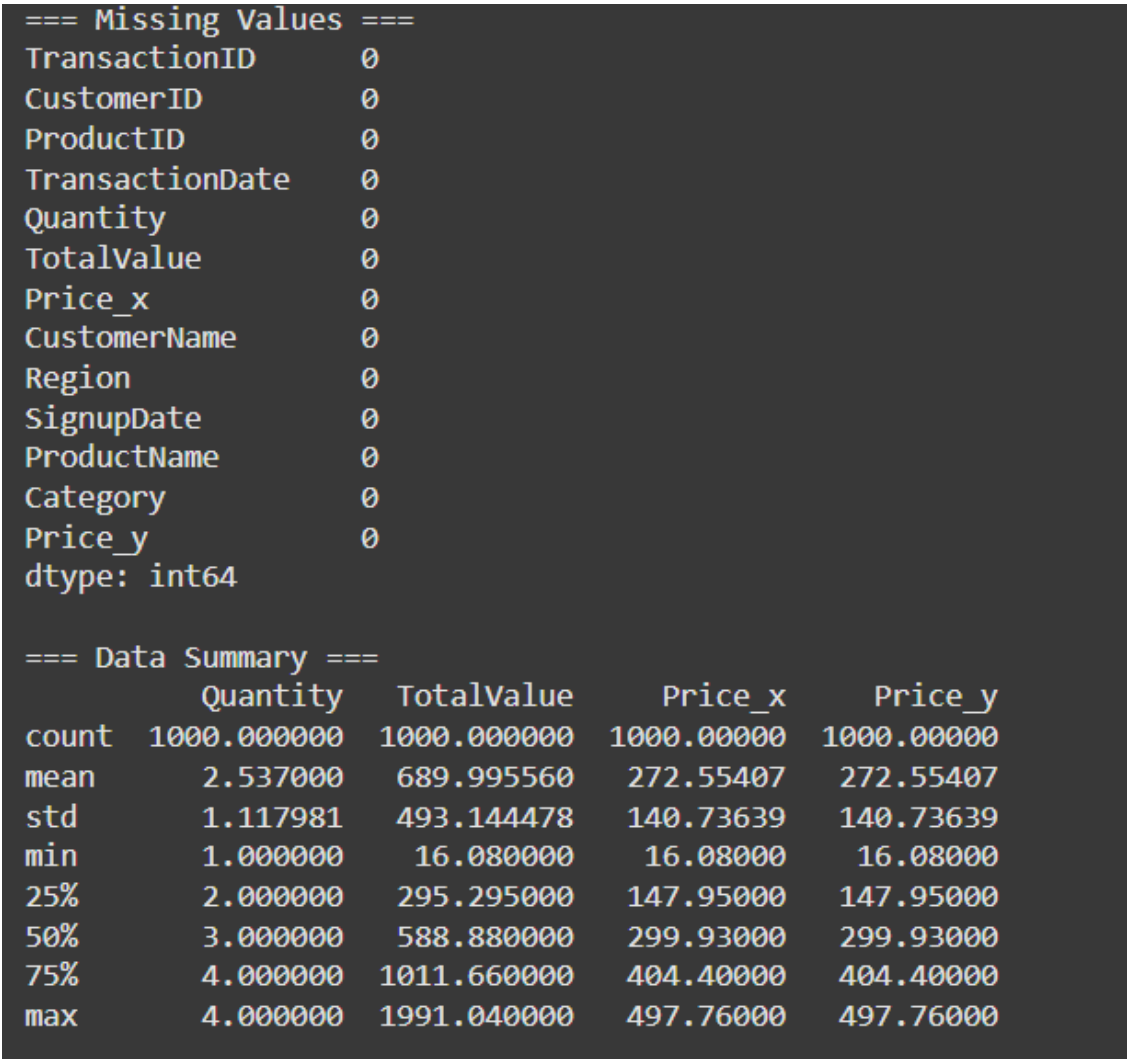 === Missing Values ===
TransactionID 0
CustomerID 0
ProductID 0
TransactionDate 0
Quantity 0
TotalValue 0
Price_x 0
CustomerName 0
Region 0
SignupDate 0
ProductName 0
Category 0
Price_y 0
dtype: int64
=== Data Summary ===
Quantity TotalValue Price_x Price_y
count 1000.000000 1000.000000 1000.00000 1000.00000
mean 2.537000 689.995560 272.55407 272.55407
std 1.117981 493.144478 140.73639 140.73639
min 1.000000 16.080000 16.08000 16.08000
25% 2.000000 295.295000 147.95000 147.95000
50% 3.000000 588.880000 299.93000 299.93000
75% 4.000000 1011.660000 404.40000 404.40000
max 4.000000 1991.040000 497.76000 497.76000